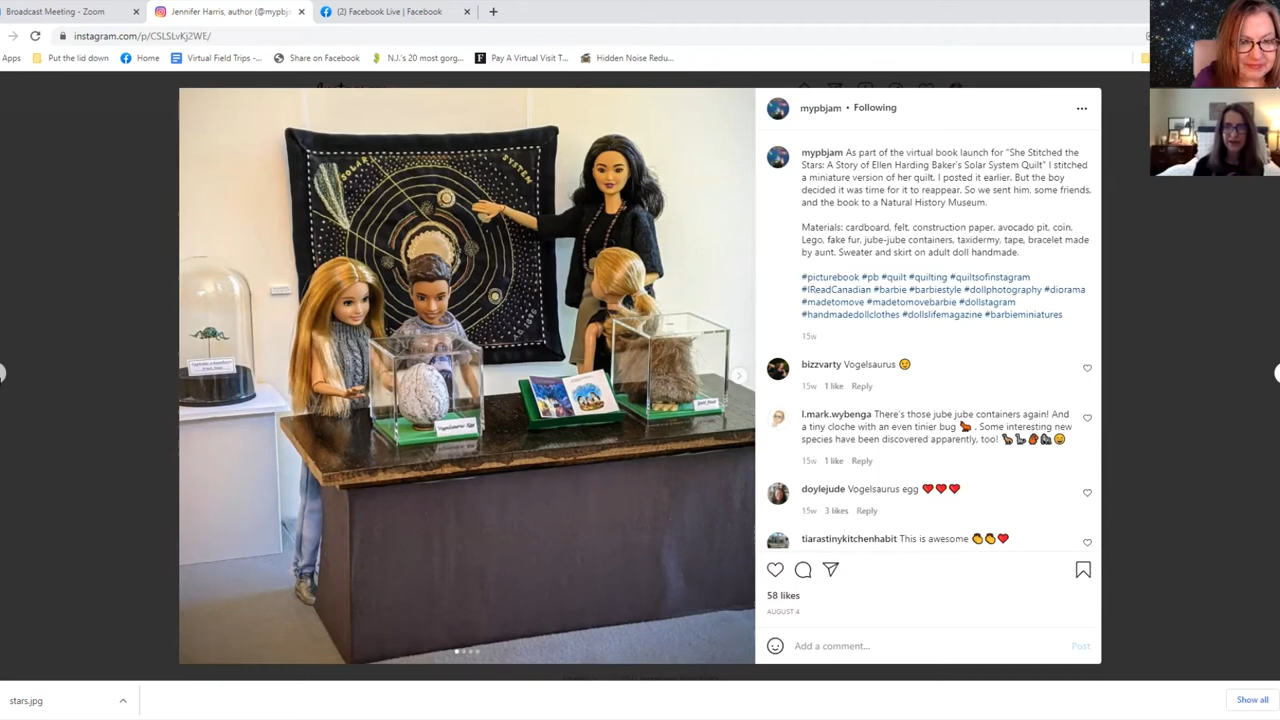 Broadcast Meeting - Zoom
Jennifer Harris, author (@mypbj
(2) Facebook Live | Facebook
instagram.com/p/CSLSLvKj2WE/
Apps
Put the lid down
Home
Virtual Field Trips -...
Share on Facebook
N.J.'s 20 most gorg...
Pay A Virtual Visit T...
Hidden Noise Redu...
SOLAR
SYSTEM
A.D. 1876
Vogelsaurus Egg
mypbjam • Following
mypbjam As part of the virtual book launch for "She Stitched the
Stars: A Story of Ellen Harding Baker's Solar System Quilt" I stitched
a miniature version of her quilt. I posted it earlier. But the boy
decided it was time for it to reappear. So we sent him, some friends,
and the book to a Natural History Museum.
Materials: cardboard, felt, construction paper, avocado pit, coin,
Lego, fake fur, jube-jube containers, taxidermy, tape, bracelet made
by aunt. Sweater and skirt on adult doll handmade.
#picturebook #pb #quilt #quilting #quiltsofinstagram
#IReadCanadian #barbie #barbiestyle #dollphotography #diorama
#madetomove #madetomovebarbie #dollstagram
#handmadedollclothes #dollslifemagazine #barbieminiatures
15w
bizzvarty Vogelsaurus 😉
15w 1 like Reply
l.mark.wybenga There's those jube jube containers again! And
a tiny cloche with an even tinier bug 🐛 . Some interesting new
species have been discovered apparently, too!
15w 1 like Reply
doylejude Vogelsaurus egg ❤️❤️❤️
15w 3 likes Reply
tiarastinykitchenhabit This is awesome 👏👏❤️
58 likes
AUGUST 4
Add a comment...
Post
stars.jpg
Show all